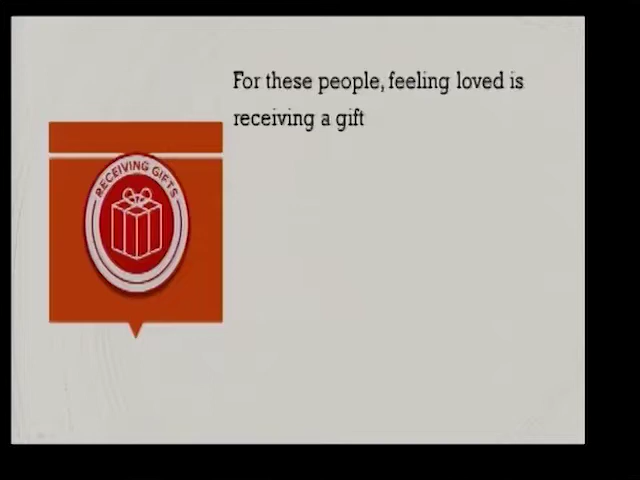 For these people, feeling loved is
receiving a gift
RECEIVING GIFTS